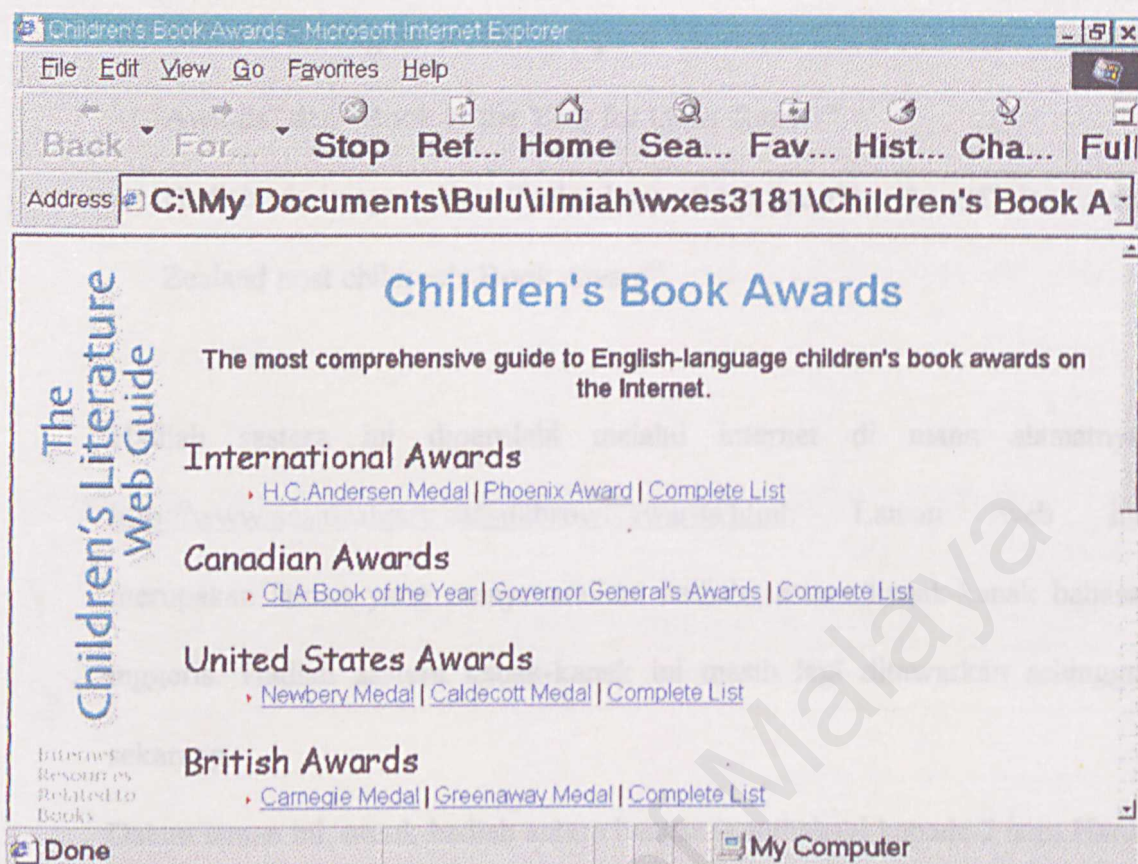 Children's Book Awards - Microsoft Internet Explorer
File Edit View Go Favorites Help
Back For... Stop Ref... Home Sea... Fav... Hist... Cha... Full
Address C:\My Documents\Bulu\ilmiah\wxes3181\Children's Book A
The
Children's Literature
Web Guide
Internet
Resources
Related to
Books
Children's Book Awards
The most comprehensive guide to English-language children's book awards on
the Internet.
International Awards
H.C.Andersen Medal | Phoenix Award | Complete List
Canadian Awards
CLA Book of the Year | Governor General's Awards | Complete List
United States Awards
Newbery Medal | Caldecott Medal | Complete List
British Awards
Carnegie Medal | Greenaway Medal | Complete List
Done My Computer
of Malaya